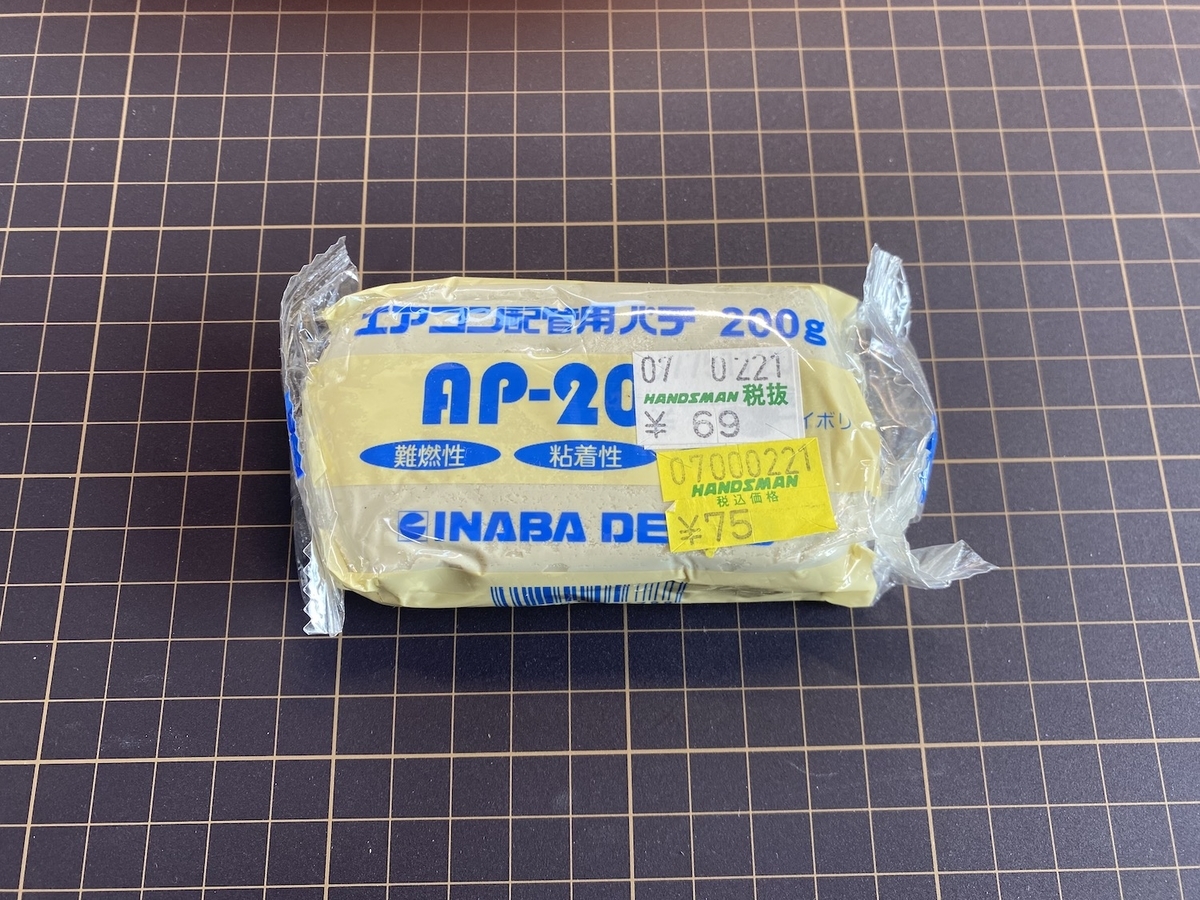 エアコン配管用パテ 200g
AP-20
07 0221
HANDSMAN 税抜
¥ 69
イボリ
難燃性 粘着性
07000221
HANDSMAN
税込価格
¥75
INABA DE